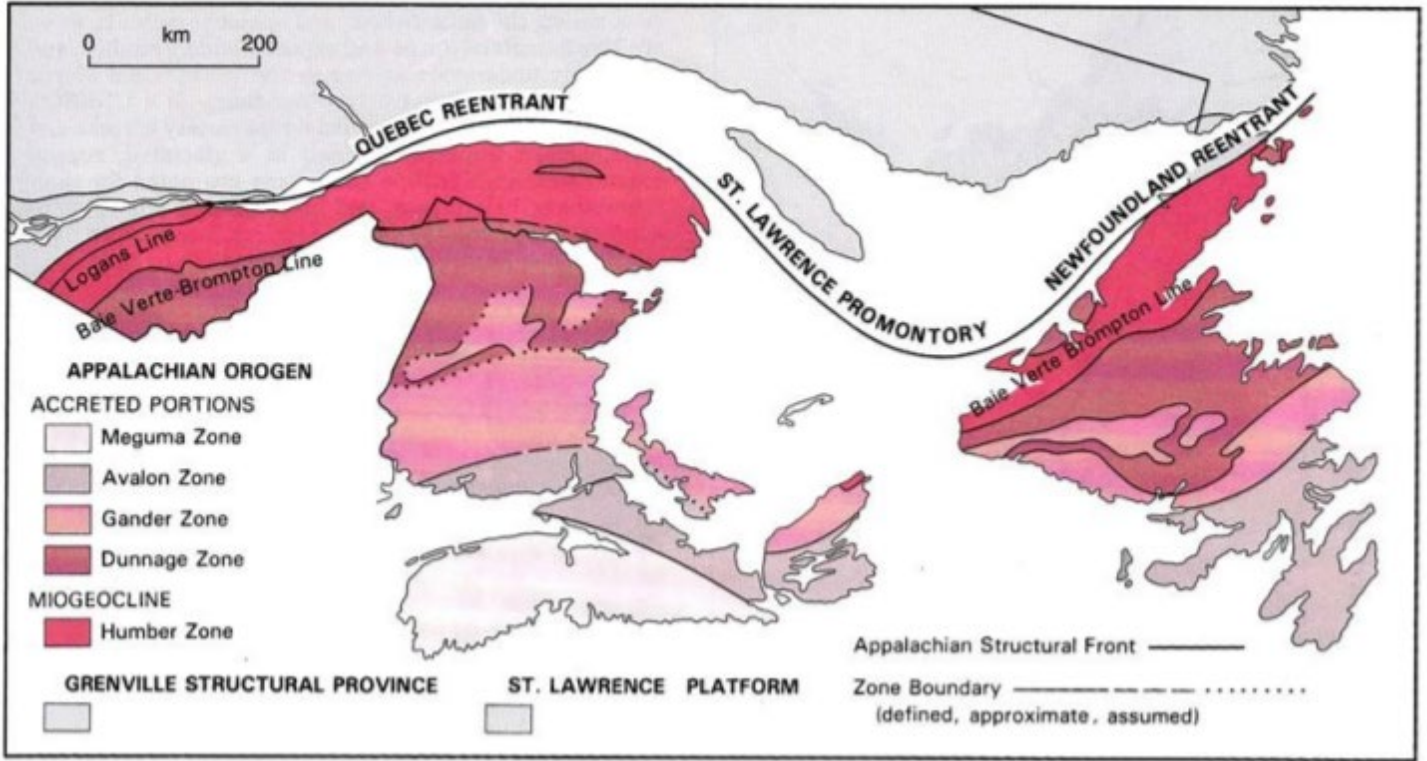 km
0 200
QUEBEC REENTRANT
ST. LAWRENCE PROMONTORY
NEWFOUNDLAND REENTRANT
Logans Line
Baie Verte-Brompton Line
Baie Verte Brompton Line
APPALACHIAN OROGEN
ACCRETED PORTIONS
Meguma Zone
Avalon Zone
Gander Zone
Dunnage Zone
MIOGEOCLINE
Humber Zone
GRENVILLE STRUCTURAL PROVINCE
ST. LAWRENCE PLATFORM
Appalachian Structural Front
Zone Boundary
(defined, approximate, assumed)